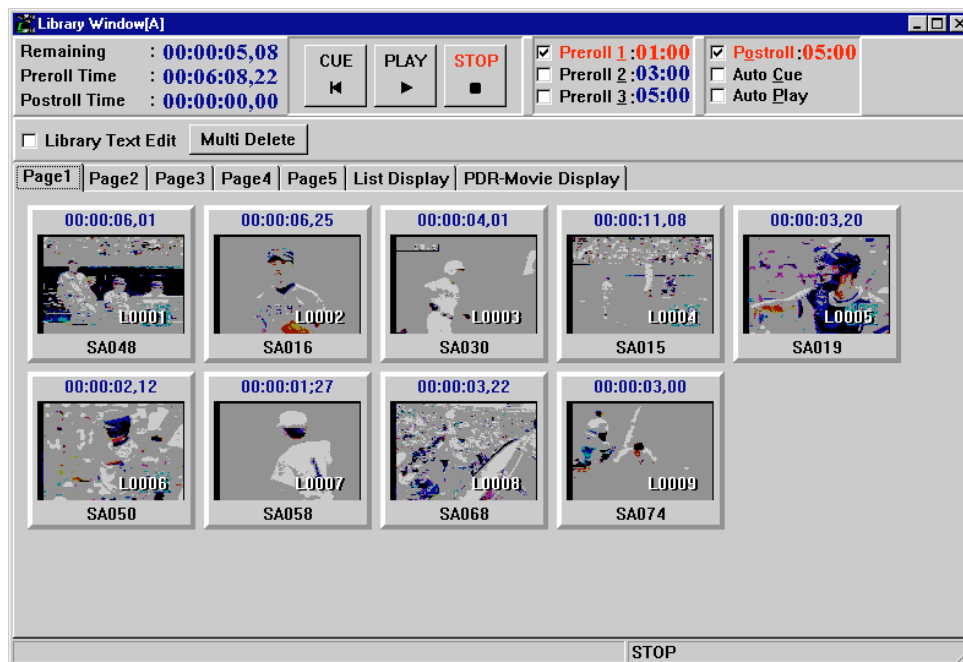 Library Window[A]
Remaining : 00:00:05,08
Preroll Time : 00:06:08,22
Postroll Time : 00:00:00,00
CUE PLAY STOP
Preroll 1 :01:00
Preroll 2 :03:00
Preroll 3 :05:00
Postroll :05:00
Auto Cue
Auto Play
Library Text Edit Multi Delete
Page1 Page2 Page3 Page4 Page5 List Display PDR-Movie Display
00:00:06,01 00:00:06,25 00:00:04,01 00:00:11,08 00:00:03,20
L0001 L0002 L0003 L0004 L0005
SA048 SA016 SA030 SA015 SA019
00:00:02,12 00:00:01;27 00:00:03,22 00:00:03,00
L0006 L0007 L0008 L0009
SA050 SA058 SA068 SA074
STOP